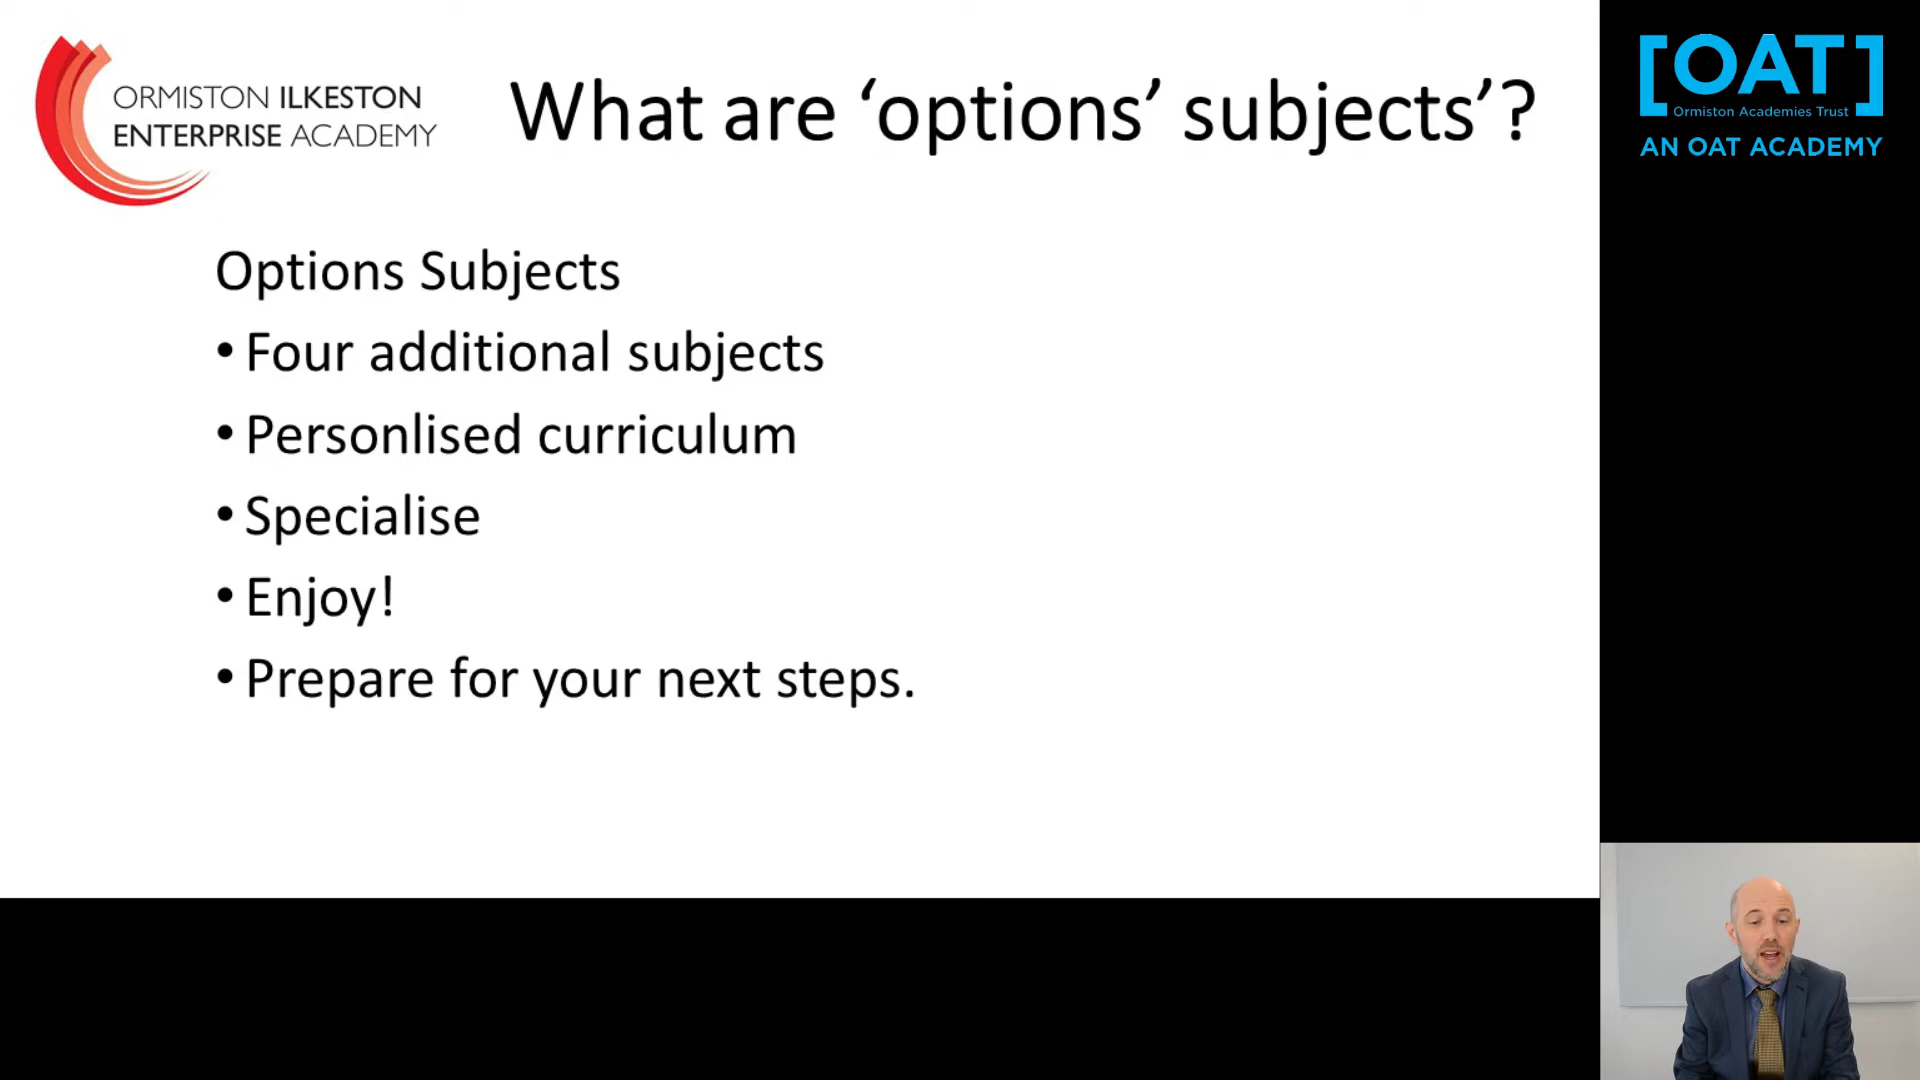 ORMISTON ILKESTON
ENTERPRISE ACADEMY
What are ‘options’ subjects’?
[OAT]
Ormiston Academies Trust
AN OAT ACADEMY
Options Subjects
• Four additional subjects
• Personlised curriculum
• Specialise
• Enjoy!
• Prepare for your next steps.